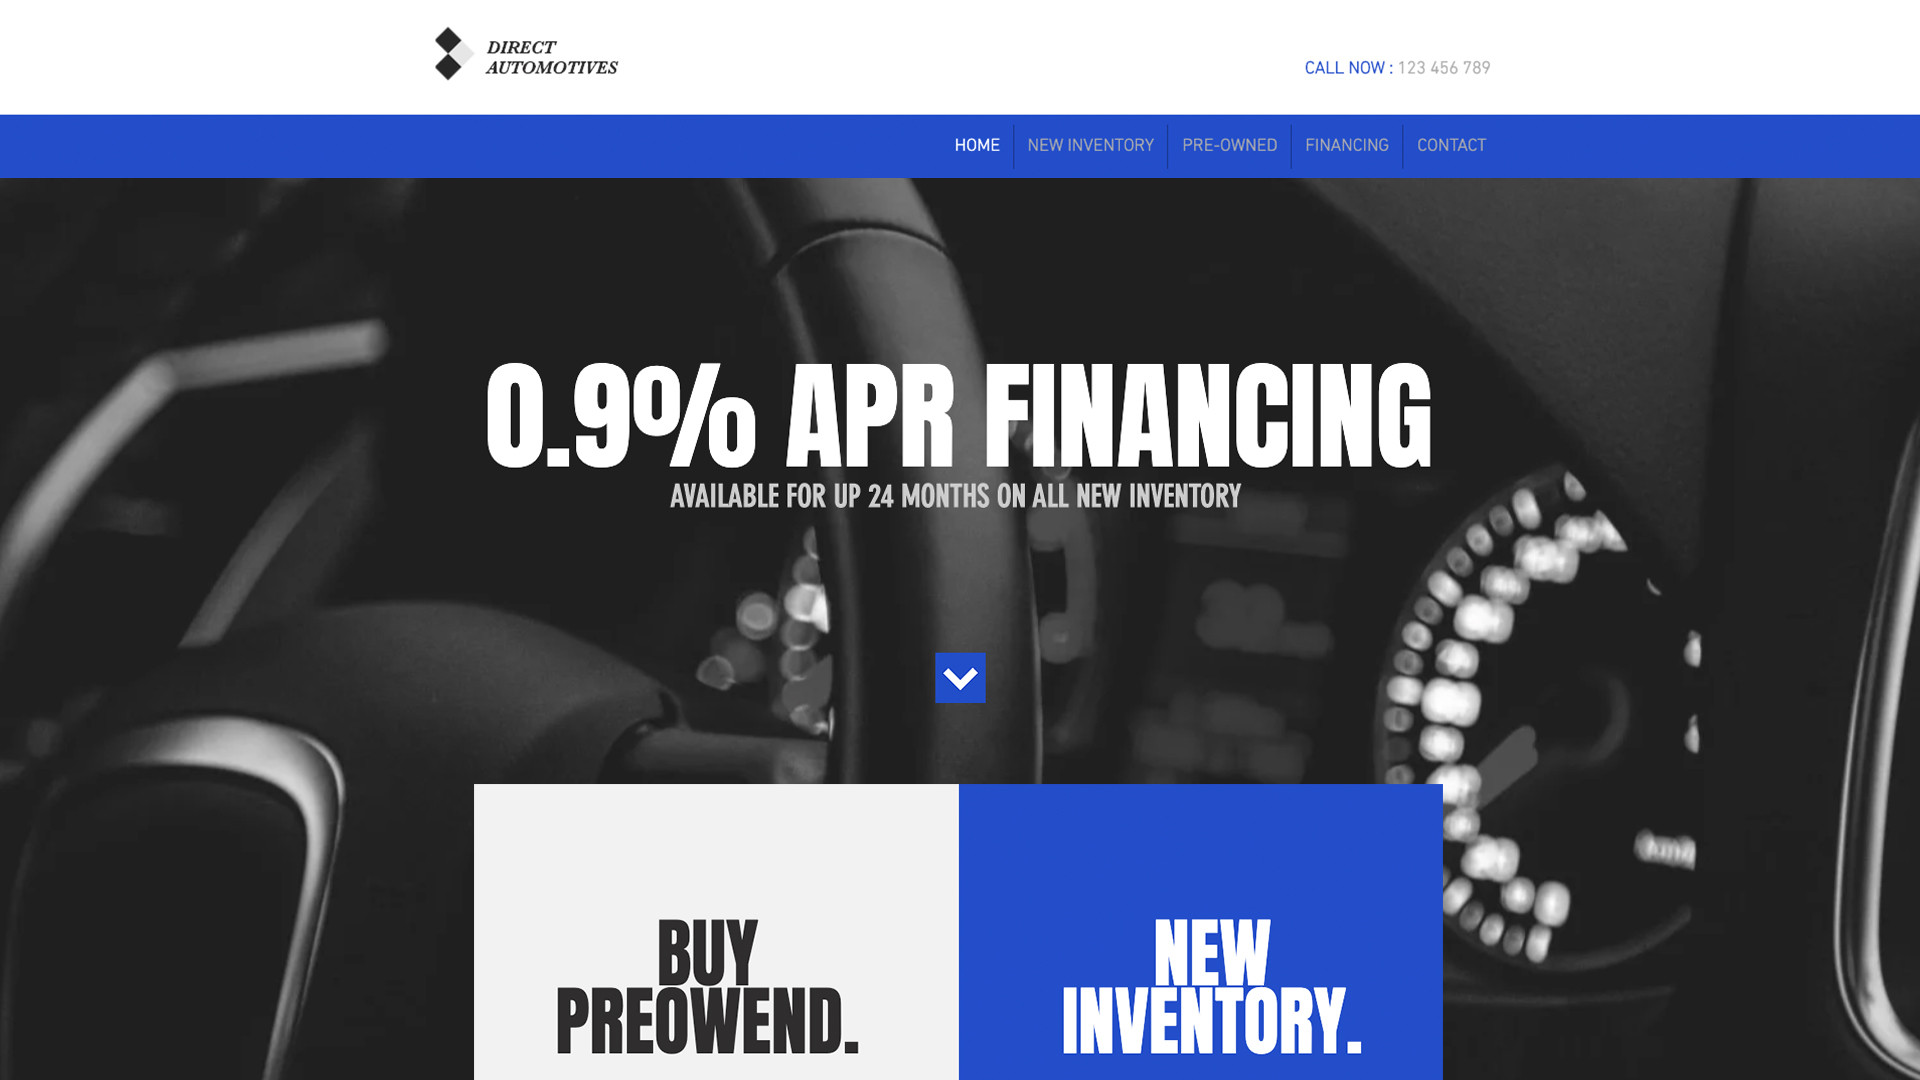 DIRECT
AUTOMOTIVES
CALL NOW : 123 456 789
HOME NEW INVENTORY PRE-OWNED FINANCING CONTACT
0.9% APR FINANCING
AVAILABLE FOR UP 24 MONTHS ON ALL NEW INVENTORY
BUY
PREOWEND.
NEW
INVENTORY.